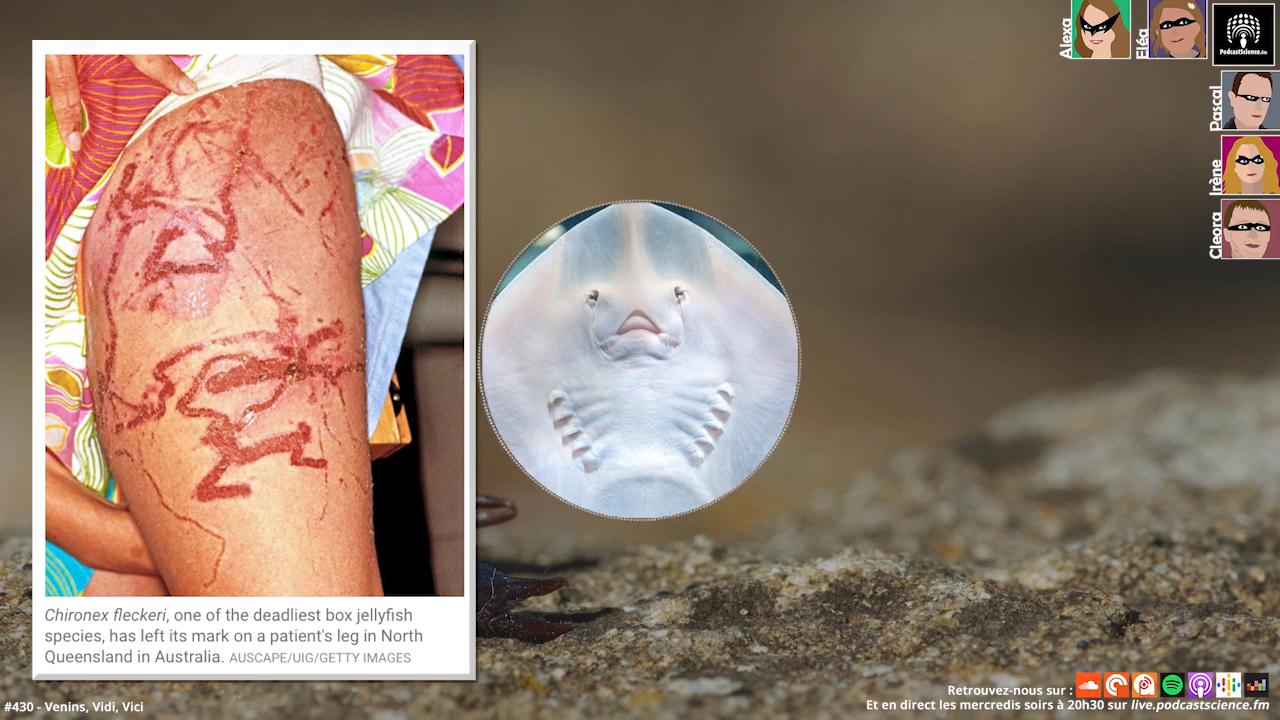 Alexa
Eléa
PodcastScience.fm
Pascal
Irène
Cleora
Chironex fleckeri, one of the deadliest box jellyfish
species, has left its mark on a patient's leg in North
Queensland in Australia. AUSCAPE/UIG/GETTY IMAGES
Retrouvez-nous sur :
#430 - Venins, Vidi, Vici
Et en direct les mercredis soirs à 20h30 sur live.podcastscience.fm